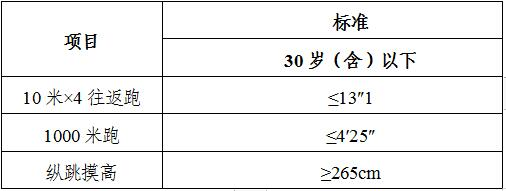 项目
标准
30岁（含）以下
10米×4往返跑
≤13″1
1000米跑
≤4′25″
纵跳摸高
≥265cm